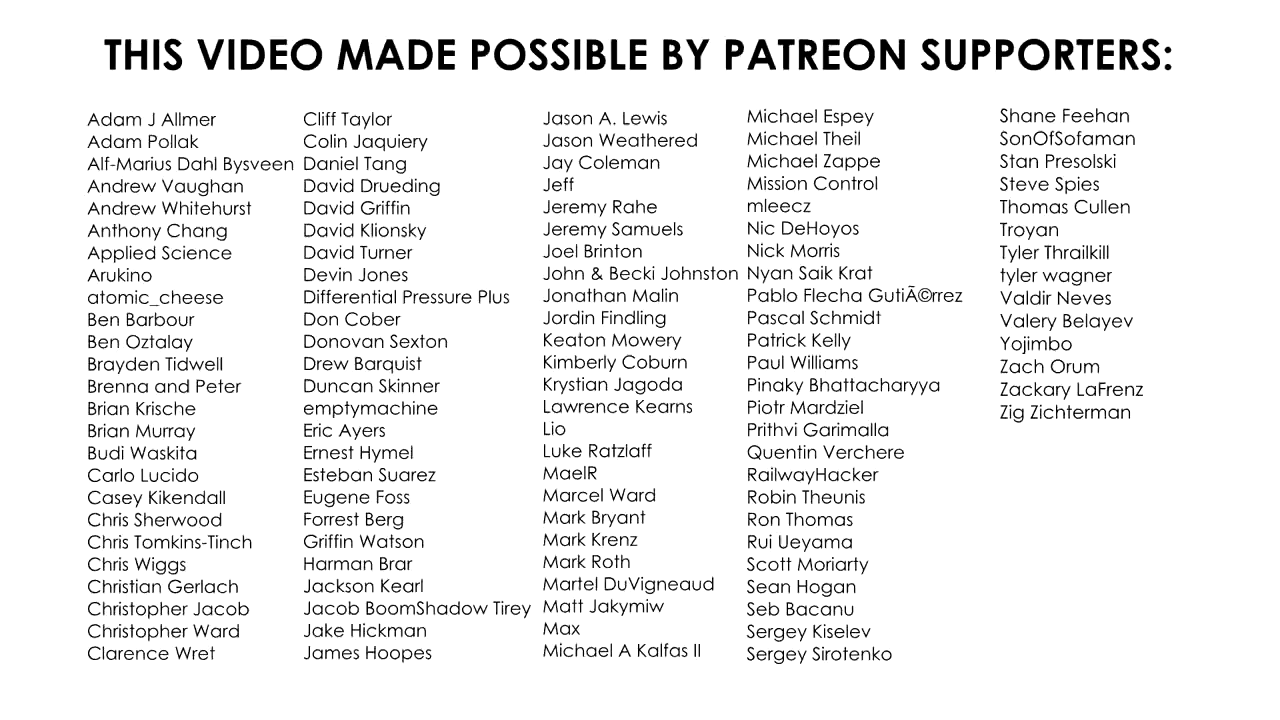 THIS VIDEO MADE POSSIBLE BY PATREON SUPPORTERS:
Adam J Allmer
Adam Pollak
Alf-Marius Dahl Bysveen
Andrew Vaughan
Andrew Whitehurst
Anthony Chang
Applied Science
Arukino
atomic_cheese
Ben Barbour
Ben Oztalay
Brayden Tidwell
Brenna and Peter
Brian Krische
Brian Murray
Budi Waskita
Carlo Lucido
Casey Kikendall
Chris Sherwood
Chris Tomkins-Tinch
Chris Wiggs
Christian Gerlach
Christopher Jacob
Christopher Ward
Clarence Wret
Cliff Taylor
Colin Jaquiery
Daniel Tang
David Drueding
David Griffin
David Klionsky
David Turner
Devin Jones
Differential Pressure Plus
Don Cober
Donovan Sexton
Drew Barquist
Duncan Skinner
emptymachine
Eric Ayers
Ernest Hymel
Esteban Suarez
Eugene Foss
Forrest Berg
Griffin Watson
Harman Brar
Jackson Kearl
Jacob BoomShadow Tirey
Jake Hickman
James Hoopes
Jason A. Lewis
Jason Weathered
Jay Coleman
Jeff
Jeremy Rahe
Jeremy Samuels
Joel Brinton
John & Becki Johnston
Jonathan Malin
Jordin Findling
Keaton Mowery
Kimberly Coburn
Krystian Jagoda
Lawrence Kearns
Lio
Luke Ratzlaff
MaelR
Marcel Ward
Mark Bryant
Mark Krenz
Mark Roth
Martel DuVigneaud
Matt Jakymiw
Max
Michael A Kalfas II
Michael Espey
Michael Theil
Michael Zappe
Mission Control
mleecz
Nic DeHoyos
Nick Morris
Nyan Saik Krat
Pablo Flecha GutiÃ©rrez
Pascal Schmidt
Patrick Kelly
Paul Williams
Pinaky Bhattacharyya
Piotr Mardziel
Prithvi Garimalla
Quentin Verchere
RailwayHacker
Robin Theunis
Ron Thomas
Rui Ueyama
Scott Moriarty
Sean Hogan
Seb Bacanu
Sergey Kiselev
Sergey Sirotenko
Shane Feehan
SonOfSofaman
Stan Presolski
Steve Spies
Thomas Cullen
Troyan
Tyler Thrailkill
tyler wagner
Valdir Neves
Valery Belayev
Yojimbo
Zach Orum
Zackary LaFrenz
Zig Zichterman